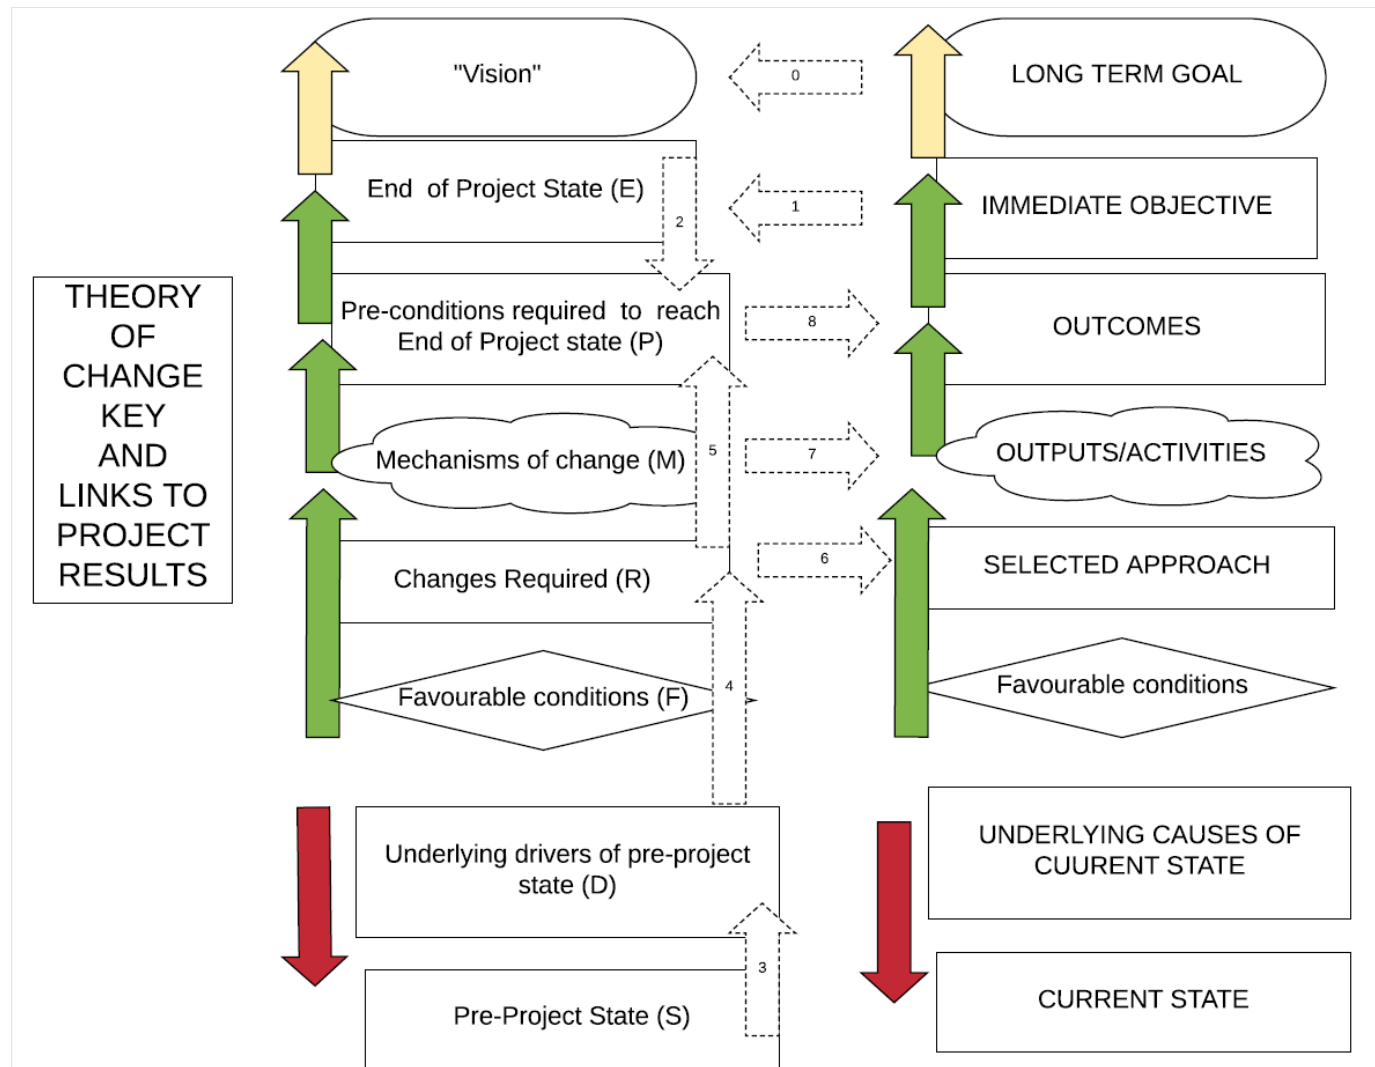 "Vision"
0
LONG TERM GOAL
End of Project State (E)
2
1
IMMEDIATE OBJECTIVE
THEORY
OF
CHANGE
KEY
AND
LINKS TO
PROJECT
RESULTS
Pre-conditions required to reach
End of Project state (P)
8
OUTCOMES
Mechanisms of change (M)
5
7
OUTPUTS/ACTIVITIES
Changes Required (R)
6
SELECTED APPROACH
Favourable conditions (F)
4
Favourable conditions
Underlying drivers of pre-project
state (D)
UNDERLYING CAUSES OF
CUURENT STATE
3
Pre-Project State (S)
CURRENT STATE